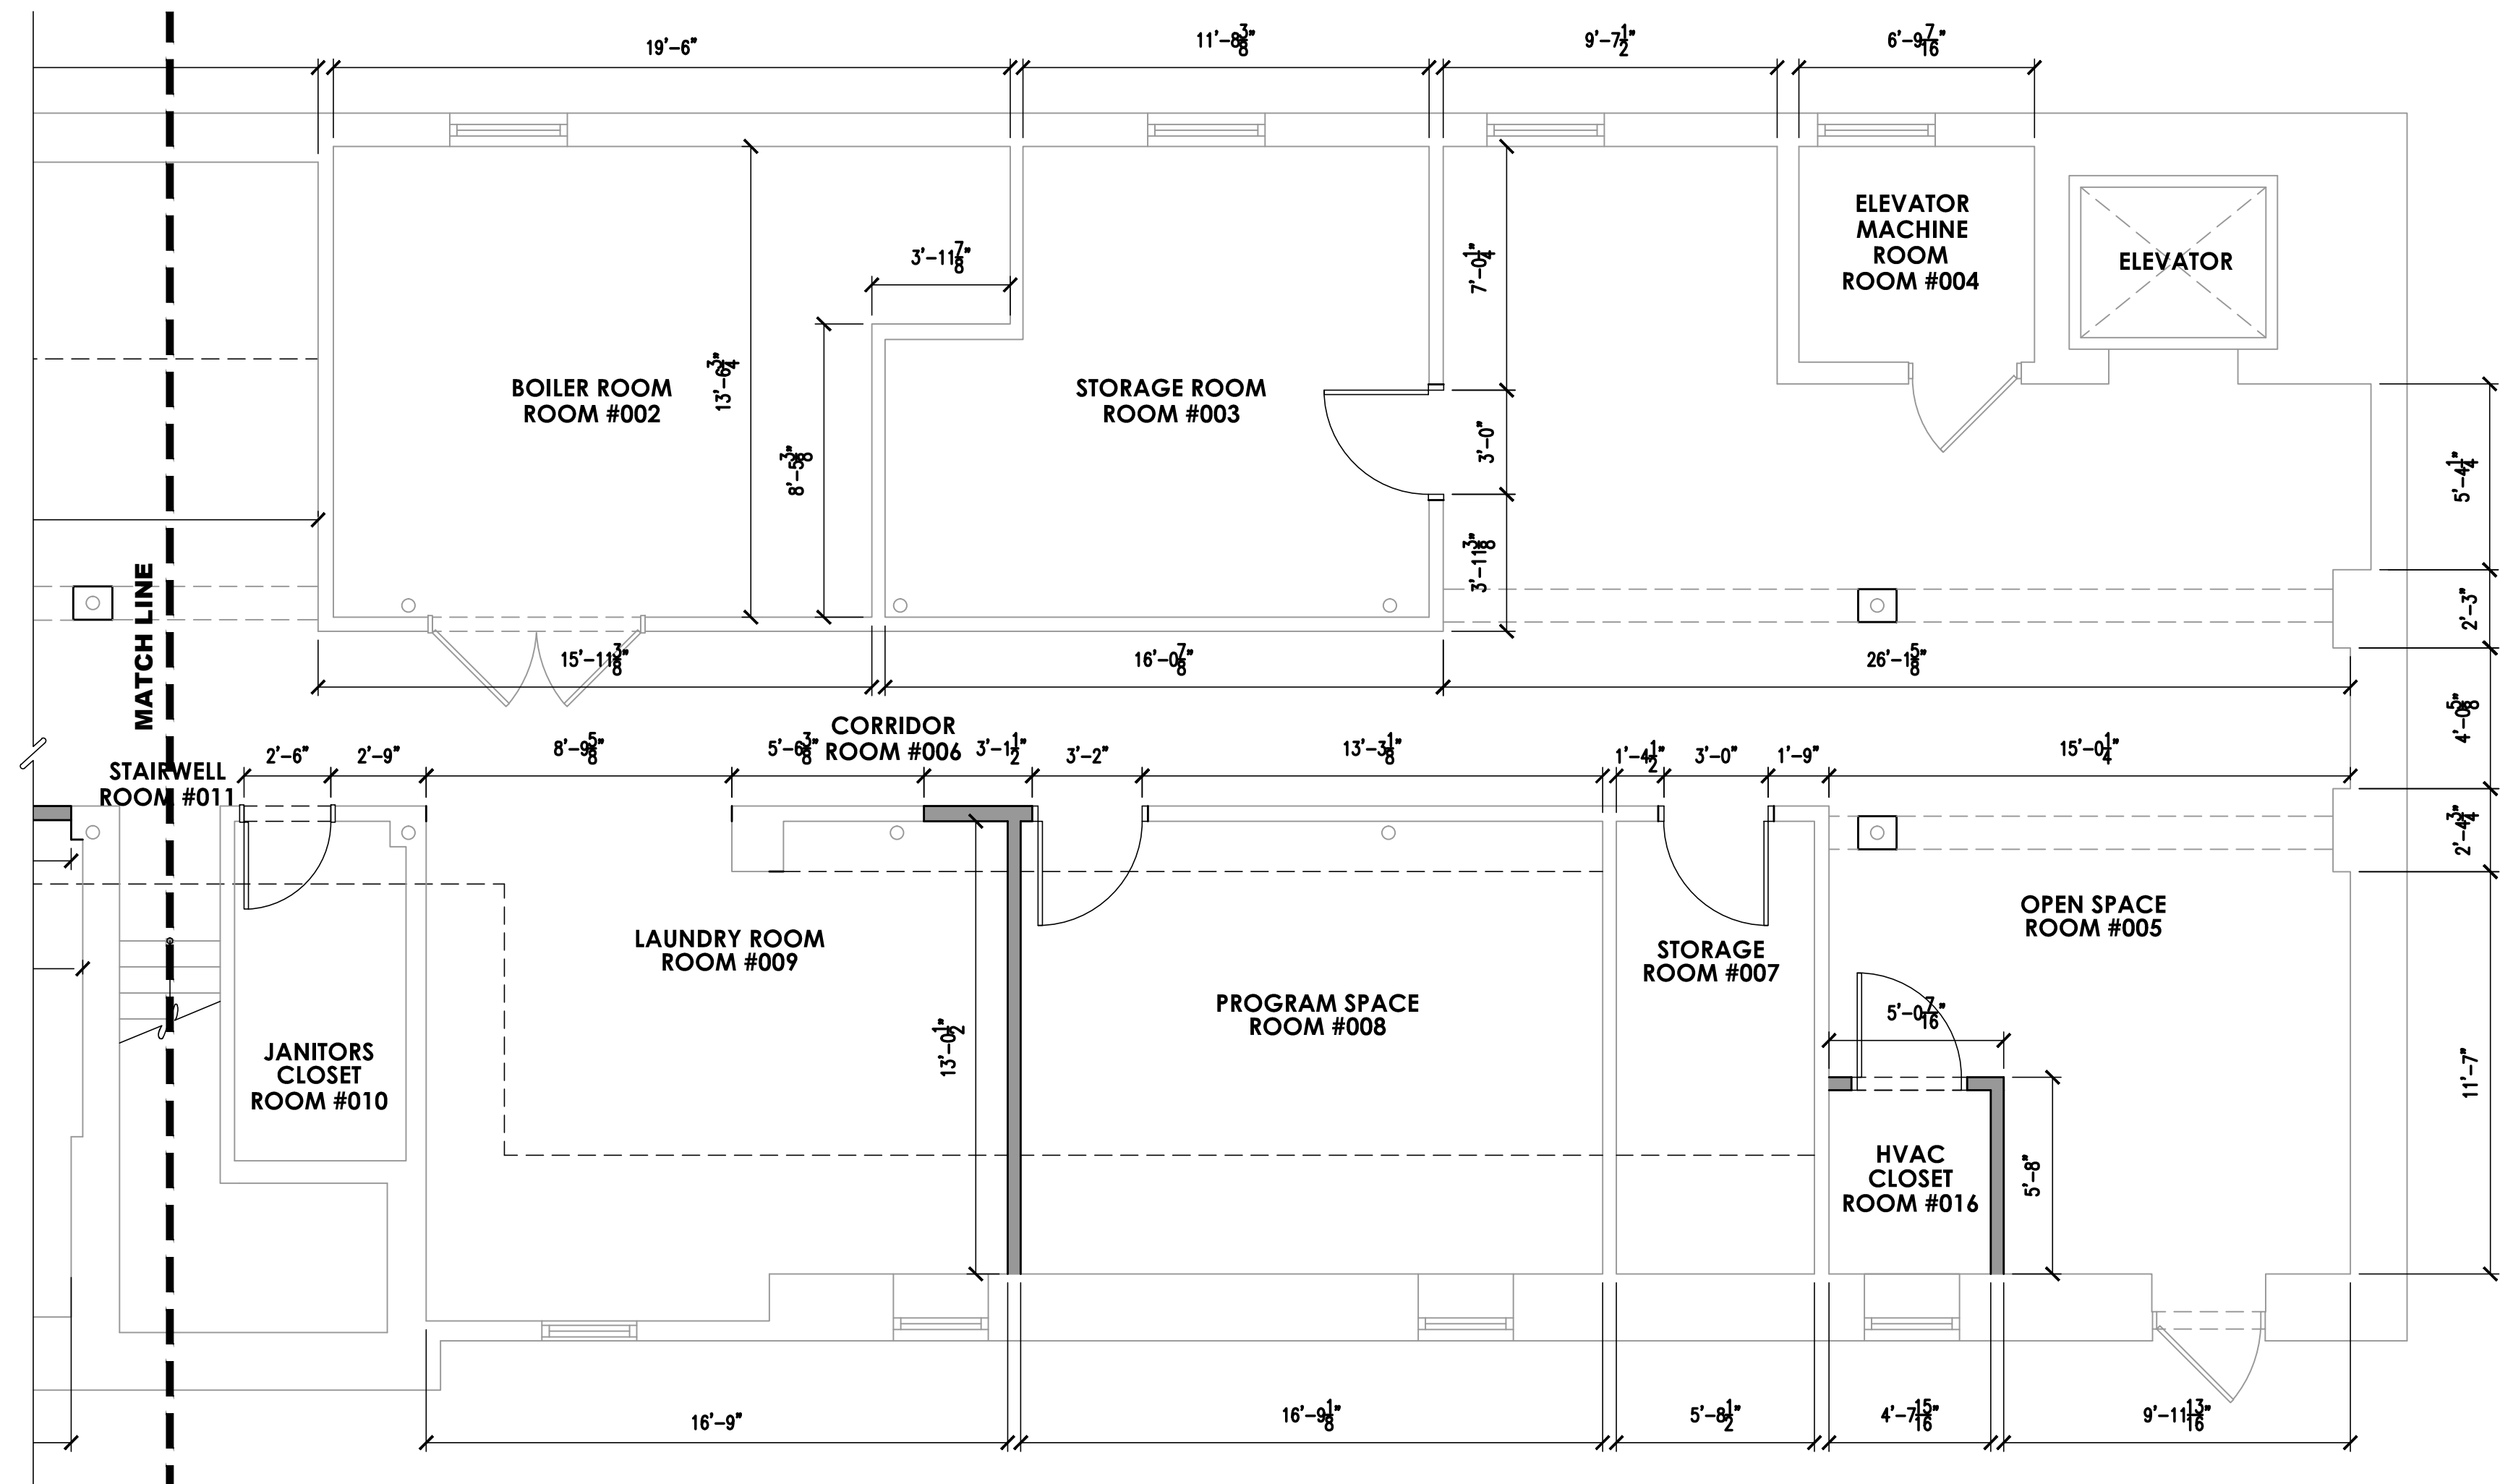 19'-6"
11'-8 3/8"
9'-7 1/2"
6'-9 7/16"
ELEVATOR
MACHINE
ROOM
ROOM #004
ELEVATOR
3'-11 7/8"
7'-0 1/4"
BOILER ROOM
ROOM #002
13'-6 3/4"
8'-5 3/8"
STORAGE ROOM
ROOM #003
3'-0"
3'-11 3/8"
5'-4 1/4"
2'-3"
MATCH LINE
15'-11 3/8"
16'-0 7/8"
26'-1 5/8"
4'-0 5/8"
CORRIDOR
ROOM #006
STAIRWELL
ROOM #011
2'-6"
2'-9"
8'-9 5/8"
5'-6 3/8"
3'-1 1/2"
3'-2"
13'-3 1/8"
1'-4 1/2"
3'-0"
1'-9"
15'-0 1/4"
2'-4 3/4"
OPEN SPACE
ROOM #005
LAUNDRY ROOM
ROOM #009
STORAGE
ROOM #007
PROGRAM SPACE
ROOM #008
13'-0 1/2"
5'-0 7/16"
JANITORS
CLOSET
ROOM #010
11'-7"
HVAC
CLOSET
ROOM #016
5'-8"
16'-9"
16'-9 1/8"
5'-8 1/2"
4'-7 15/16"
9'-11 13/16"